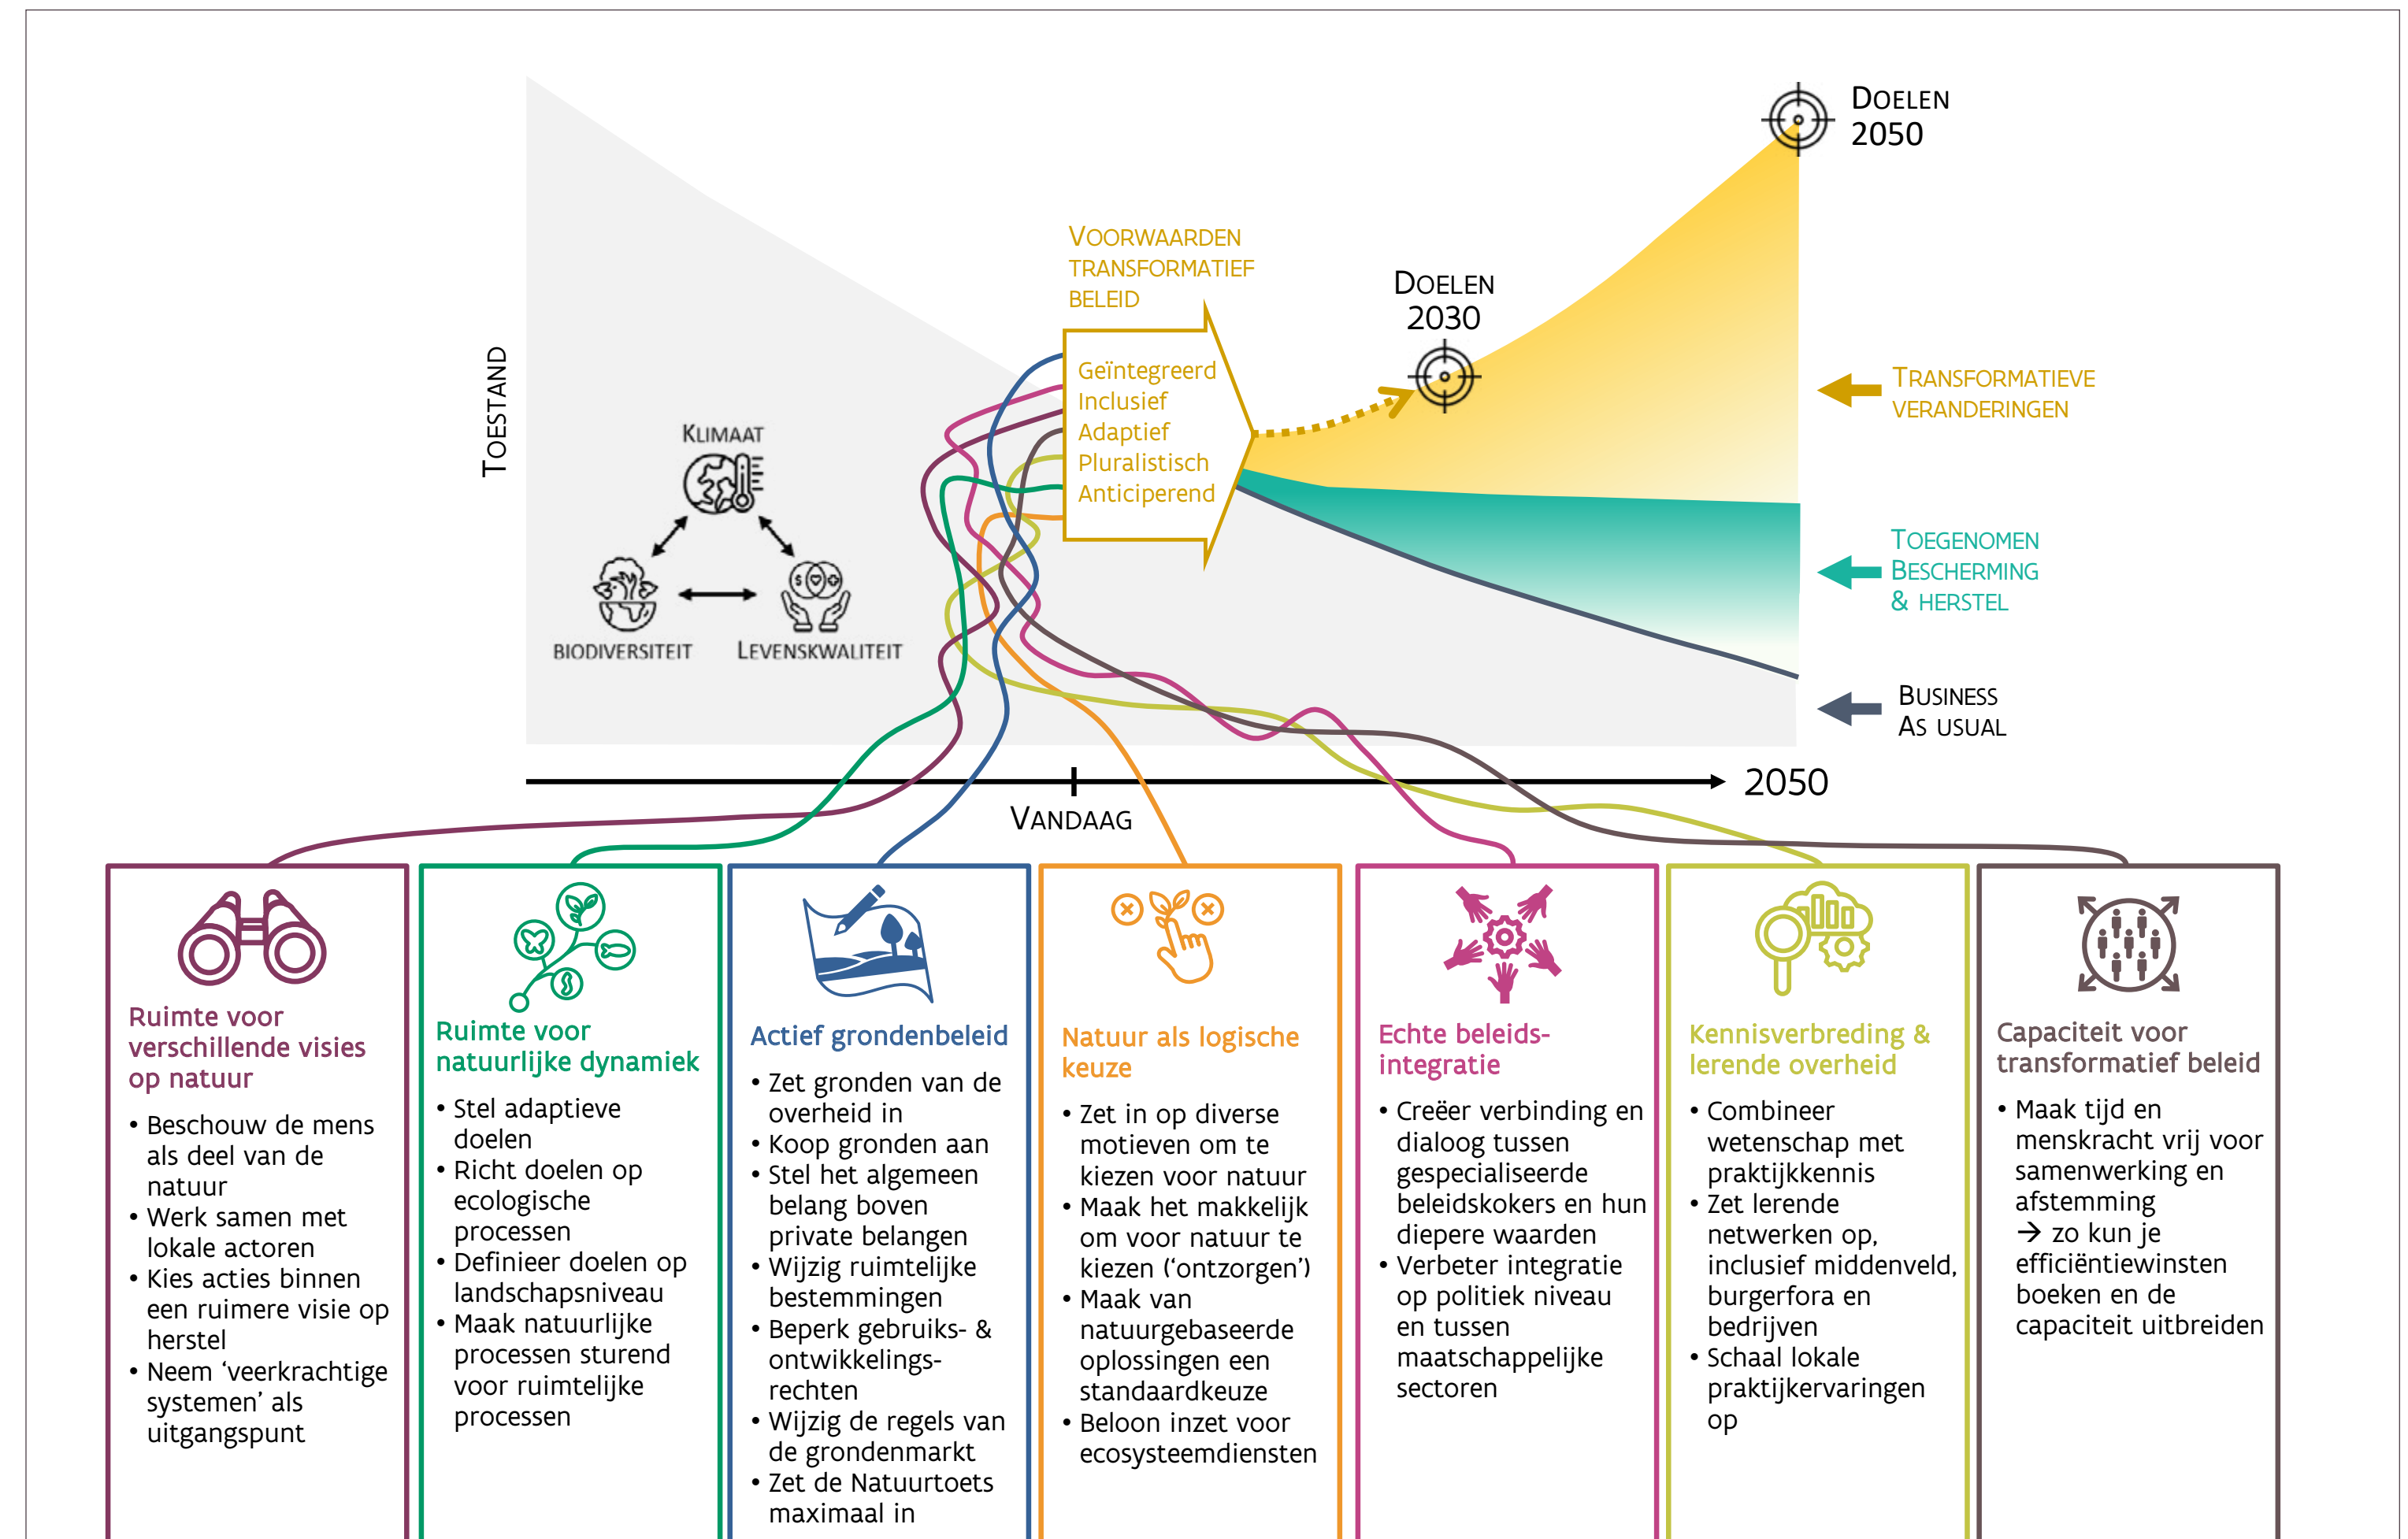 DOELEN
2050
VOORWAARDEN
TRANSFORMATIEF
BELEID
DOELEN
2030
TOESTAND
Geïntegreerd
Inclusief
Adaptief
Pluralistisch
Anticiperend
KLIMAAT
BIODIVERSITEIT
LEVENSKWALITEIT
TRANSFORMATIEVE
VERANDERINGEN
TOEGENOMEN
BESCHERMING
& HERSTEL
BUSINESS
AS USUAL
2050
VANDAAG
Ruimte voor
verschillende visies
op natuur
• Beschouw de mens
als deel van de
natuur
• Werk samen met
lokale actoren
• Kies acties binnen
een ruimere visie op
herstel
• Neem ‘veerkrachtige
systemen’ als
uitgangspunt
Ruimte voor
natuurlijke dynamiek
• Stel adaptieve
doelen
• Richt doelen op
ecologische
processen
• Definieer doelen op
landschapsniveau
• Maak natuurlijke
processen sturend
voor ruimtelijke
processen
Actief grondenbeleid
• Zet gronden van de
overheid in
• Koop gronden aan
• Stel het algemeen
belang boven
private belangen
• Wijzig ruimtelijke
bestemmingen
• Beperk gebruiks- &
ontwikkelings-
rechten
• Wijzig de regels van
de grondenmarkt
• Zet de Natuurtoets
maximaal in
Natuur als logische
keuze
• Zet in op diverse
motieven om te
kiezen voor natuur
• Maak het makkelijk
om voor natuur te
kiezen (‘ontzorgen’)
• Maak van
natuurgebaseerde
oplossingen een
standaardkeuze
• Beloon inzet voor
ecosysteemdiensten
Echte beleids-
integratie
• Creëer verbinding en
dialoog tussen
gespecialiseerde
beleidskokers en hun
diepere waarden
• Verbeter integratie
op politiek niveau
en tussen
maatschappelijke
sectoren
Kennisverbreding &
lerende overheid
• Combineer
wetenschap met
praktijkkennis
• Zet lerende
netwerken op,
inclusief middenveld,
burgerfora en
bedrijven
• Schaal lokale
praktijkervaringen
op
Capaciteit voor
transformatief beleid
• Maak tijd en
menskracht vrij voor
samenwerking en
afstemming
→ zo kun je
efficiëntiewinsten
boeken en de
capaciteit uitbreiden